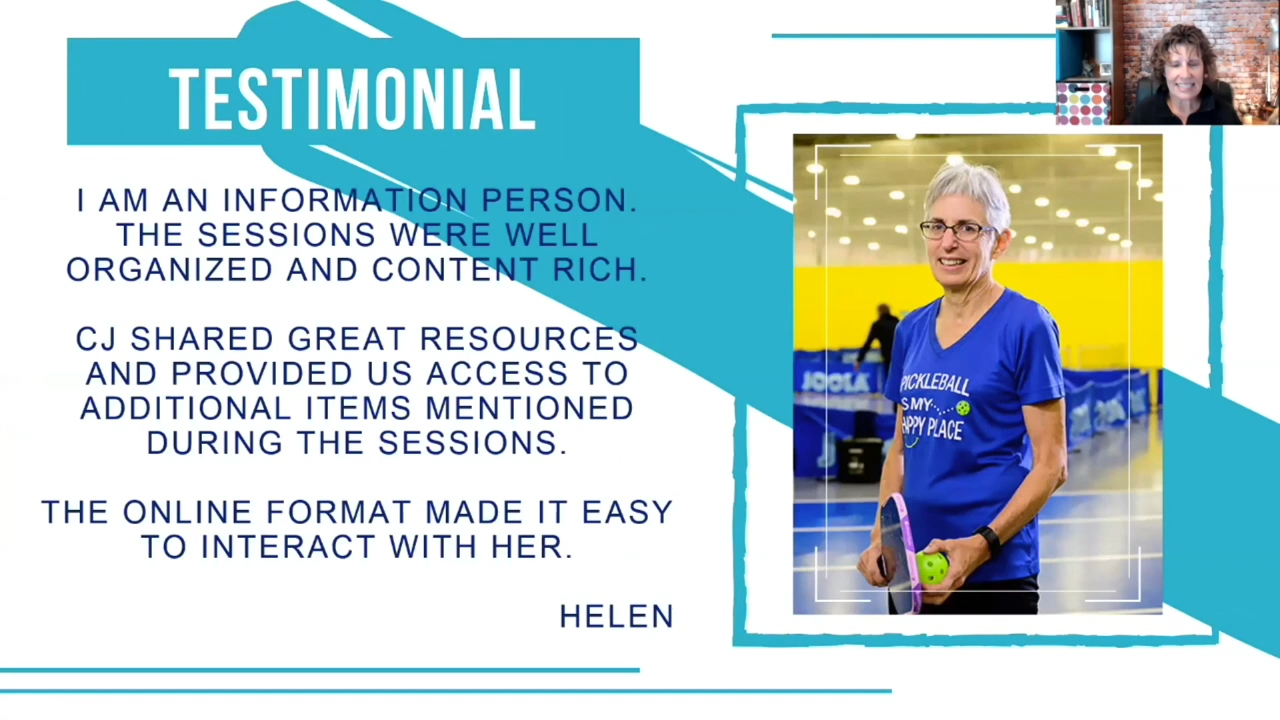 TESTIMONIAL
I AM AN INFORMATION PERSON.
THE SESSIONS WERE WELL
ORGANIZED AND CONTENT RICH.
CJ SHARED GREAT RESOURCES
AND PROVIDED US ACCESS TO
ADDITIONAL ITEMS MENTIONED
DURING THE SESSIONS.
THE ONLINE FORMAT MADE IT EASY
TO INTERACT WITH HER.
HELEN
JOOLA
PICKLEBALL
IS MY
PLACE